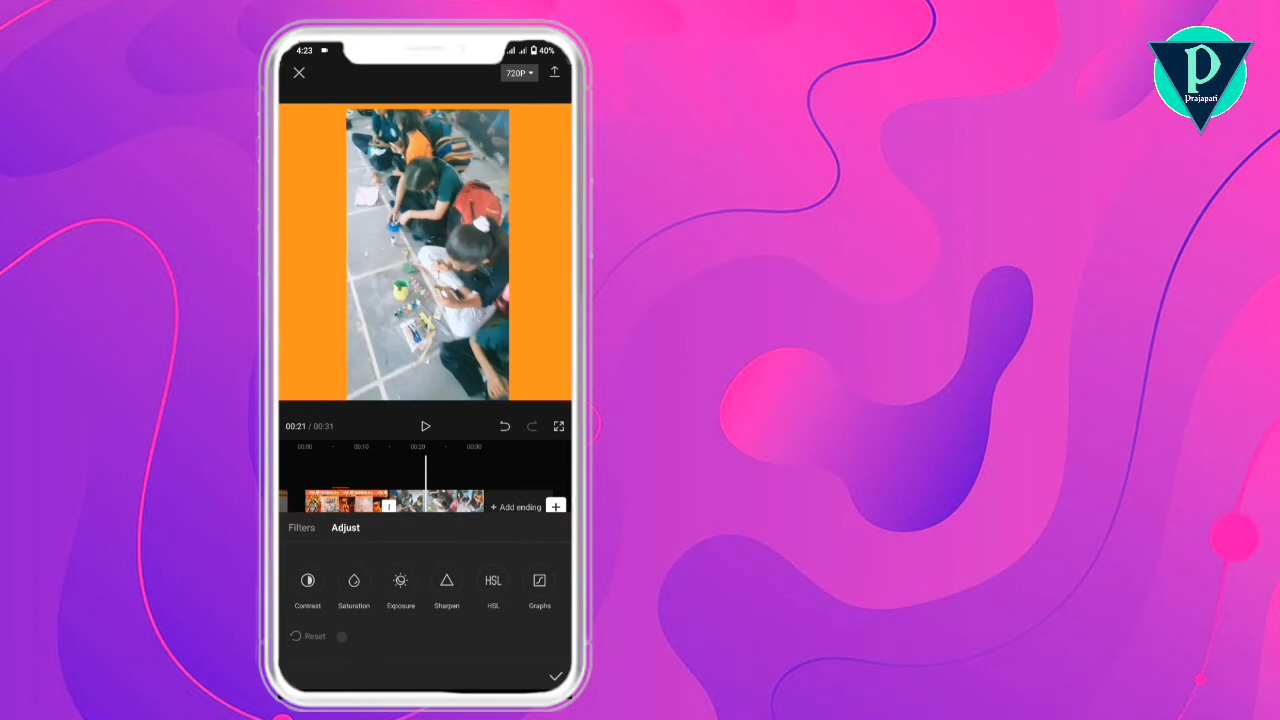 4:23
40%
720P
P
Prajapati
00:21 / 00:31
00:00 00:10 00:20 00:30
+ Add ending
Filters Adjust
HSL
Contrast Saturation Exposure Sharpen HSL Graphs
Reset